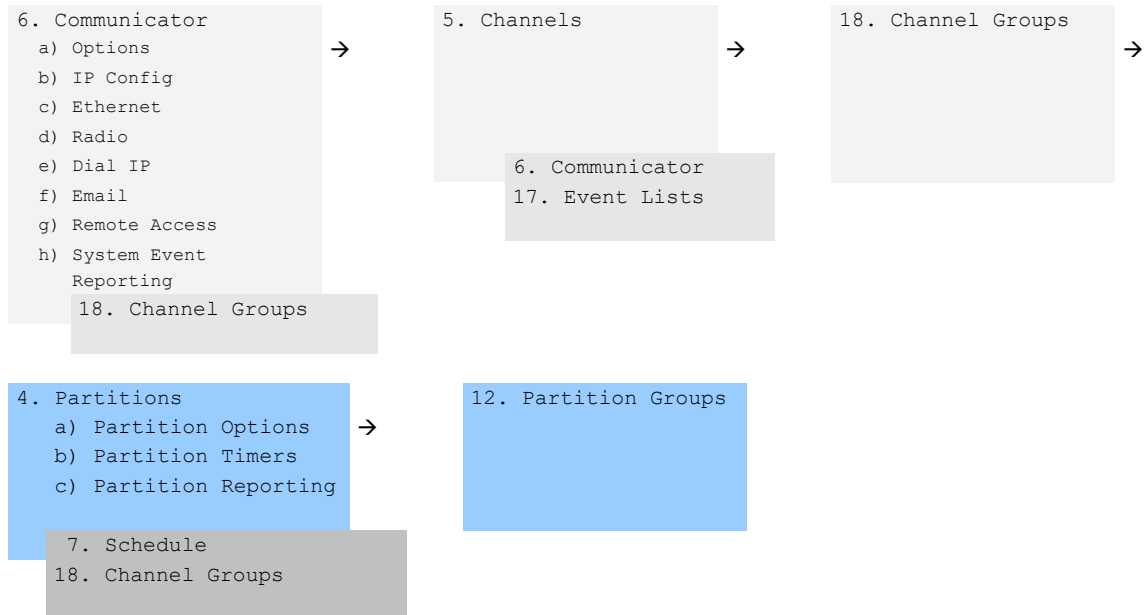 6. Communicator
a) Options
b) IP Config
c) Ethernet
d) Radio
e) Dial IP
f) Email
g) Remote Access
h) System Event
Reporting
18. Channel Groups
→
5. Channels
6. Communicator
17. Event Lists
→
18. Channel Groups
→
4. Partitions
a) Partition Options
b) Partition Timers
c) Partition Reporting
7. Schedule
18. Channel Groups
→
12. Partition Groups